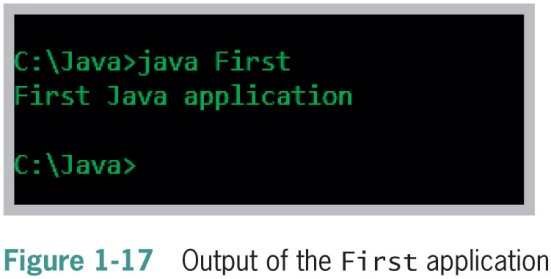 C:\Java>java First
First Java application
C:\Java>
Figure 1-17 Output of the First application